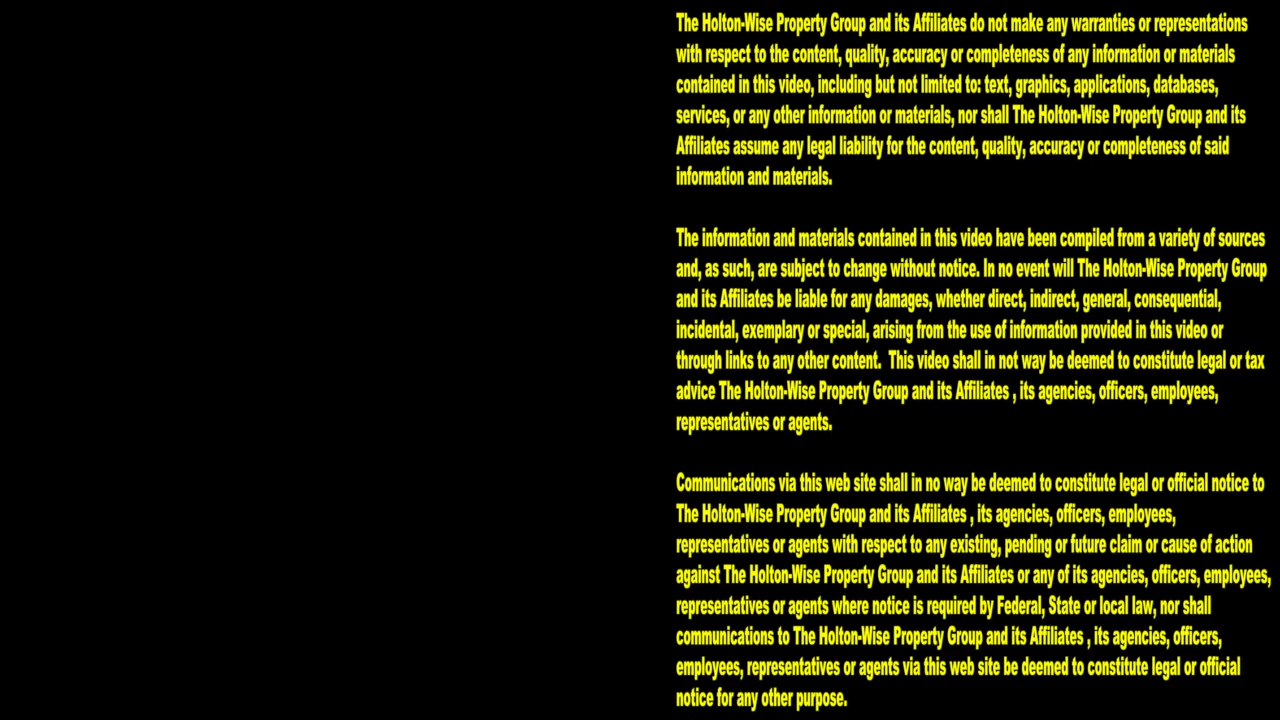 The Holton-Wise Property Group and its Affiliates do not make any warranties or representations
with respect to the content, quality, accuracy or completeness of any information or materials
contained in this video, including but not limited to: text, graphics, applications, databases,
services, or any other information or materials, nor shall The Holton-Wise Property Group and its
Affiliates assume any legal liability for the content, quality, accuracy or completeness of said
information and materials.
The information and materials contained in this video have been compiled from a variety of sources
and, as such, are subject to change without notice. In no event will The Holton-Wise Property Group
and its Affiliates be liable for any damages, whether direct, indirect, general, consequential,
incidental, exemplary or special, arising from the use of information provided in this video or
through links to any other content.  This video shall in not way be deemed to constitute legal or tax
advice The Holton-Wise Property Group and its Affiliates , its agencies, officers, employees,
representatives or agents.
Communications via this web site shall in no way be deemed to constitute legal or official notice to
The Holton-Wise Property Group and its Affiliates , its agencies, officers, employees,
representatives or agents with respect to any existing, pending or future claim or cause of action
against The Holton-Wise Property Group and its Affiliates or any of its agencies, officers, employees,
representatives or agents where notice is required by Federal, State or local law, nor shall
communications to The Holton-Wise Property Group and its Affiliates , its agencies, officers,
employees, representatives or agents via this web site be deemed to constitute legal or official
notice for any other purpose.